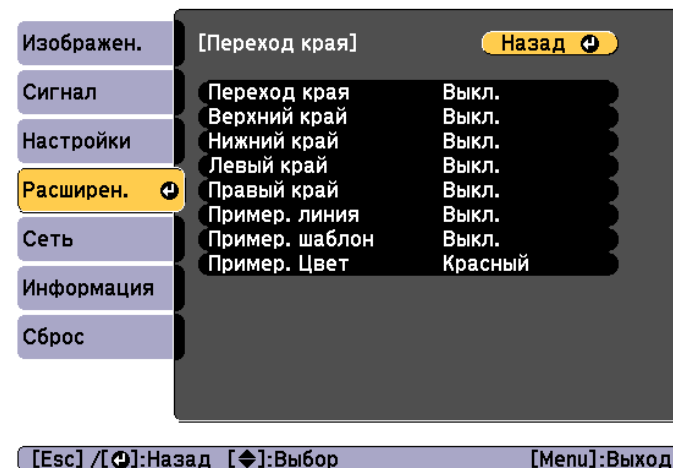 Изображен.
Сигнал
Настройки
Расширен.
Сеть
Информация
Сброс
[Переход края] Назад
Переход края Выкл.
Верхний край Выкл.
Нижний край Выкл.
Левый край Выкл.
Правый край Выкл.
Пример. линия Выкл.
Пример. шаблон Выкл.
Пример. Цвет Красный
[Esc] /[⏎]:Назад [◆]:Выбор [Menu]:Выход